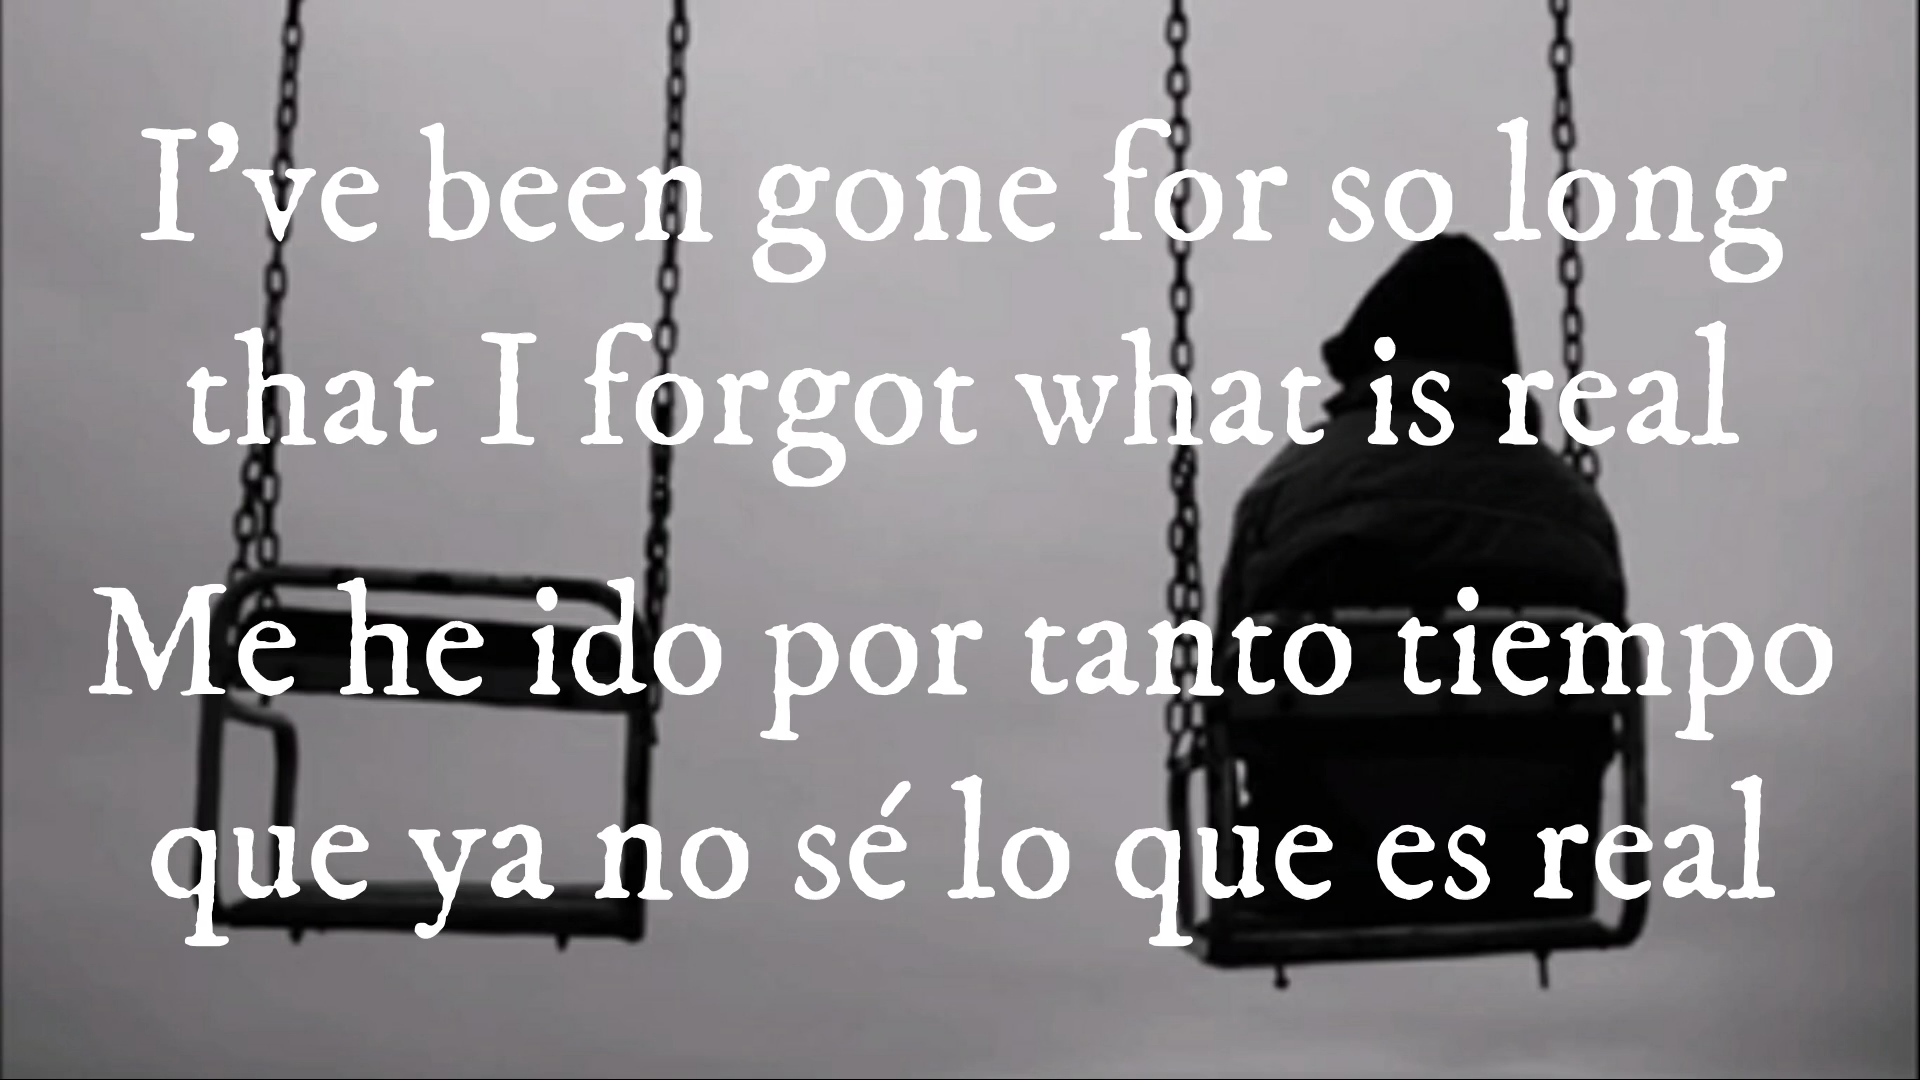 I’ve been gone for so long
that I forgot what is real
Me he ido por tanto tiempo
que ya no sé lo que es real